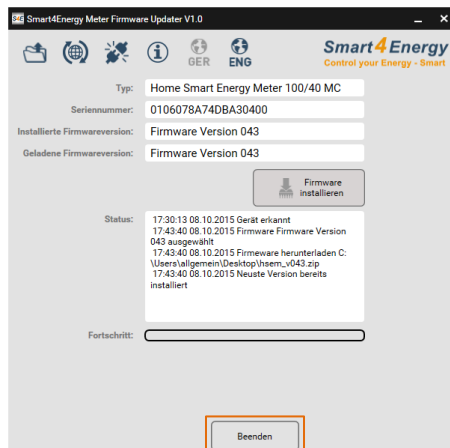 S4E Smart4Energy Meter Firmware Updater V1.0
GER
ENG
Smart4Energy
Control your Energy - Smart
Typ: Home Smart Energy Meter 100/40 MC
Seriennummer: 0106078A74DBA30400
Installierte Firmwareversion: Firmware Version 043
Geladene Firmwareversion: Firmware Version 043
Firmware
installieren
Status: 17:30:13 08.10.2015 Gerät erkannt
17:43:40 08.10.2015 Firmware Firmware Version
043 ausgewählt
17:43:40 08.10.2015 Firmeware herunterladen C:
\Users\allgemein\Desktop\hsem_v043.zip
17:43:40 08.10.2015 Neuste Version bereits
installiert
Fortschritt:
Beenden